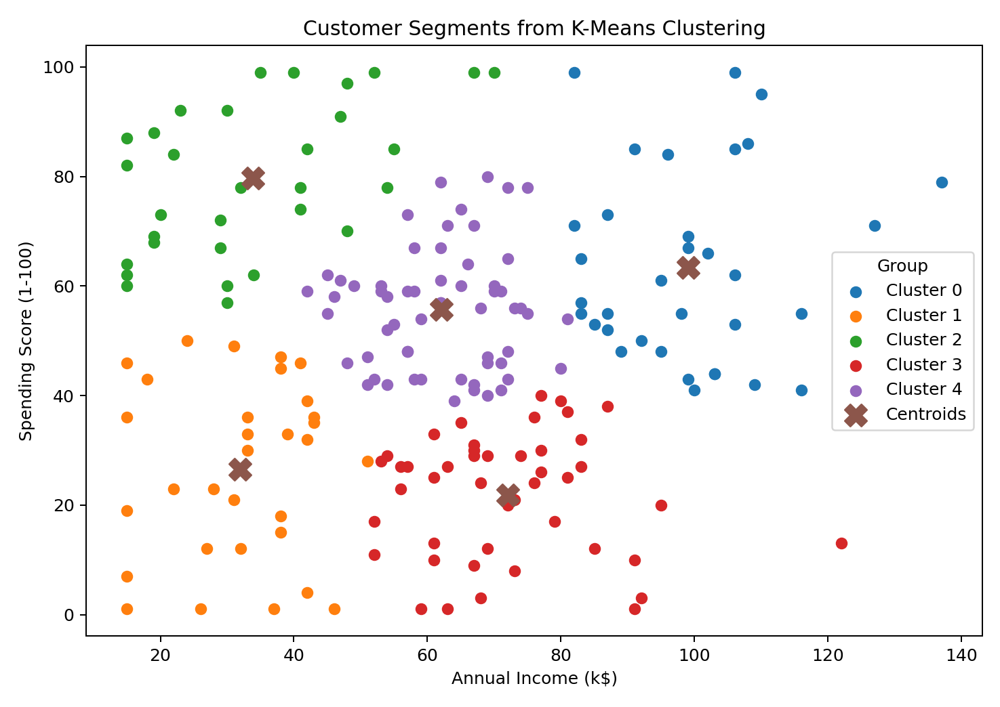 Customer Segments from K-Means Clustering
Spending Score (1-100)
100
80
60
40
20
0
Group
Cluster 0
Cluster 1
Cluster 2
Cluster 3
Cluster 4
Centroids
20 40 60 80 100 120 140
Annual Income (k$)